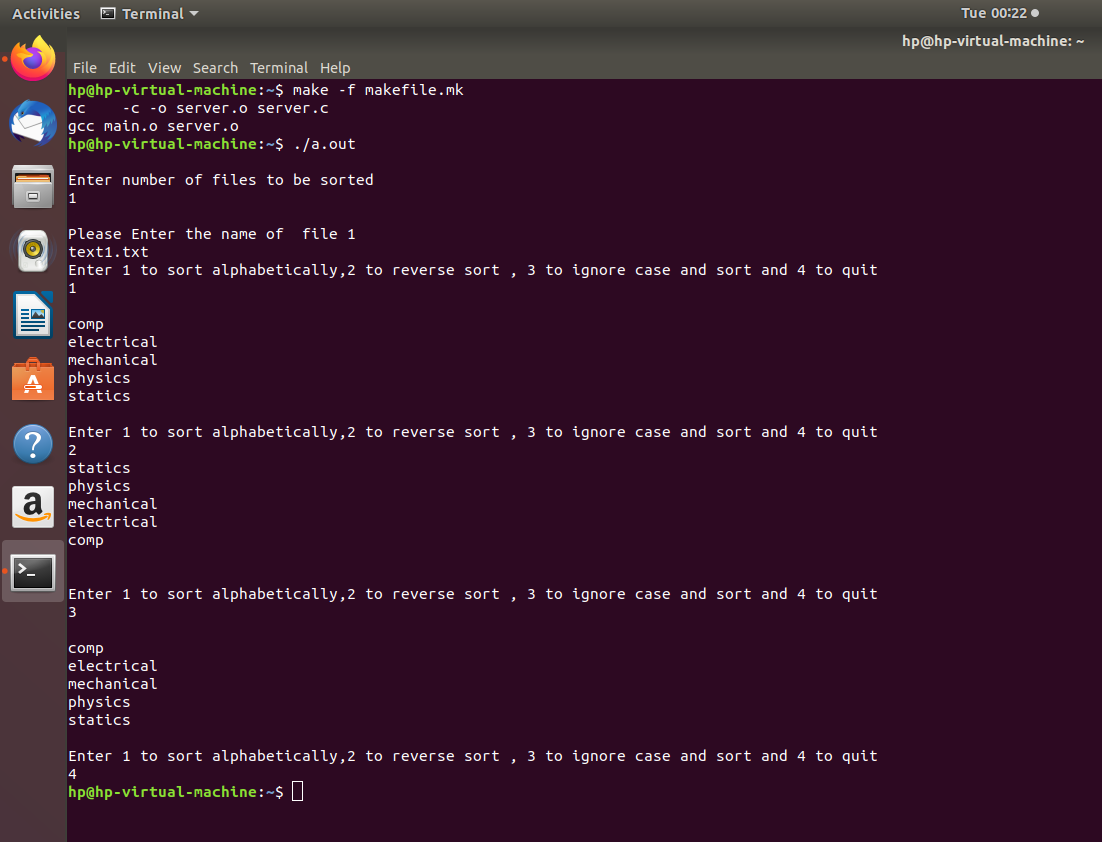 Activities Terminal Tue 00:22
hp@hp-virtual-machine: ~
File Edit View Search Terminal Help
hp@hp-virtual-machine:~$ make -f makefile.mk
cc    -c -o server.o server.c
gcc main.o server.o
hp@hp-virtual-machine:~$ ./a.out
Enter number of files to be sorted
1
Please Enter the name of  file 1
text1.txt
Enter 1 to sort alphabetically,2 to reverse sort , 3 to ignore case and sort and 4 to quit
1
comp
electrical
mechanical
physics
statics
Enter 1 to sort alphabetically,2 to reverse sort , 3 to ignore case and sort and 4 to quit
2
statics
physics
mechanical
electrical
comp
Enter 1 to sort alphabetically,2 to reverse sort , 3 to ignore case and sort and 4 to quit
3
comp
electrical
mechanical
physics
statics
Enter 1 to sort alphabetically,2 to reverse sort , 3 to ignore case and sort and 4 to quit
4
hp@hp-virtual-machine:~$